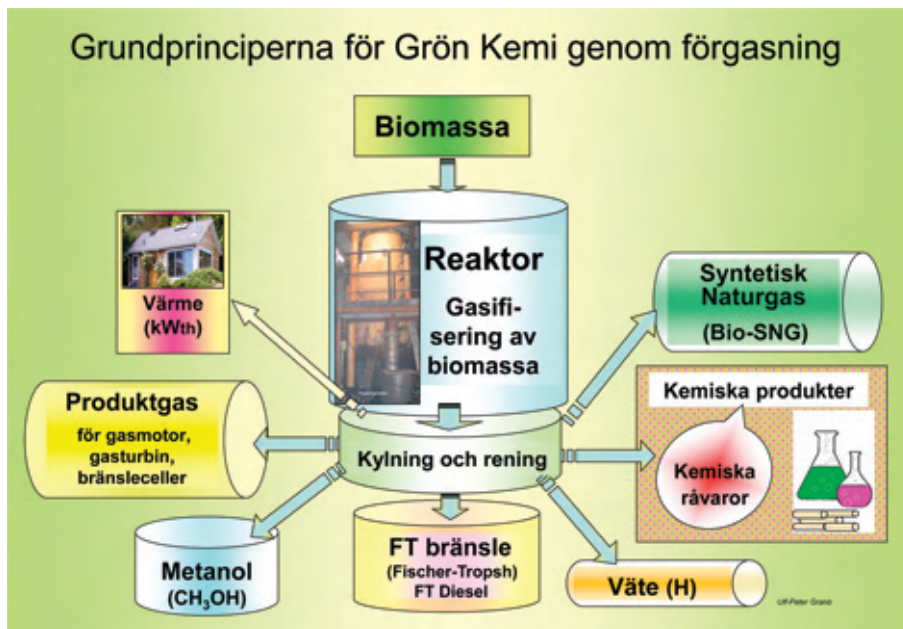 Grundprinciperna för Grön Kemi genom förgasning
Biomassa
Reaktor
Gasifi-
sering av
biomassa
Värme
(kWth)
Syntetisk
Naturgas
(Bio-SNG)
Produktgas
för gasmotor,
gasturbin,
bränsleceller
Kylning och rening
Kemiska produkter
Kemiska
råvaror
Metanol
(CH₃OH)
FT bränsle
(Fischer-Tropsh)
FT Diesel
Väte (H)
Ulf-Peter Granö